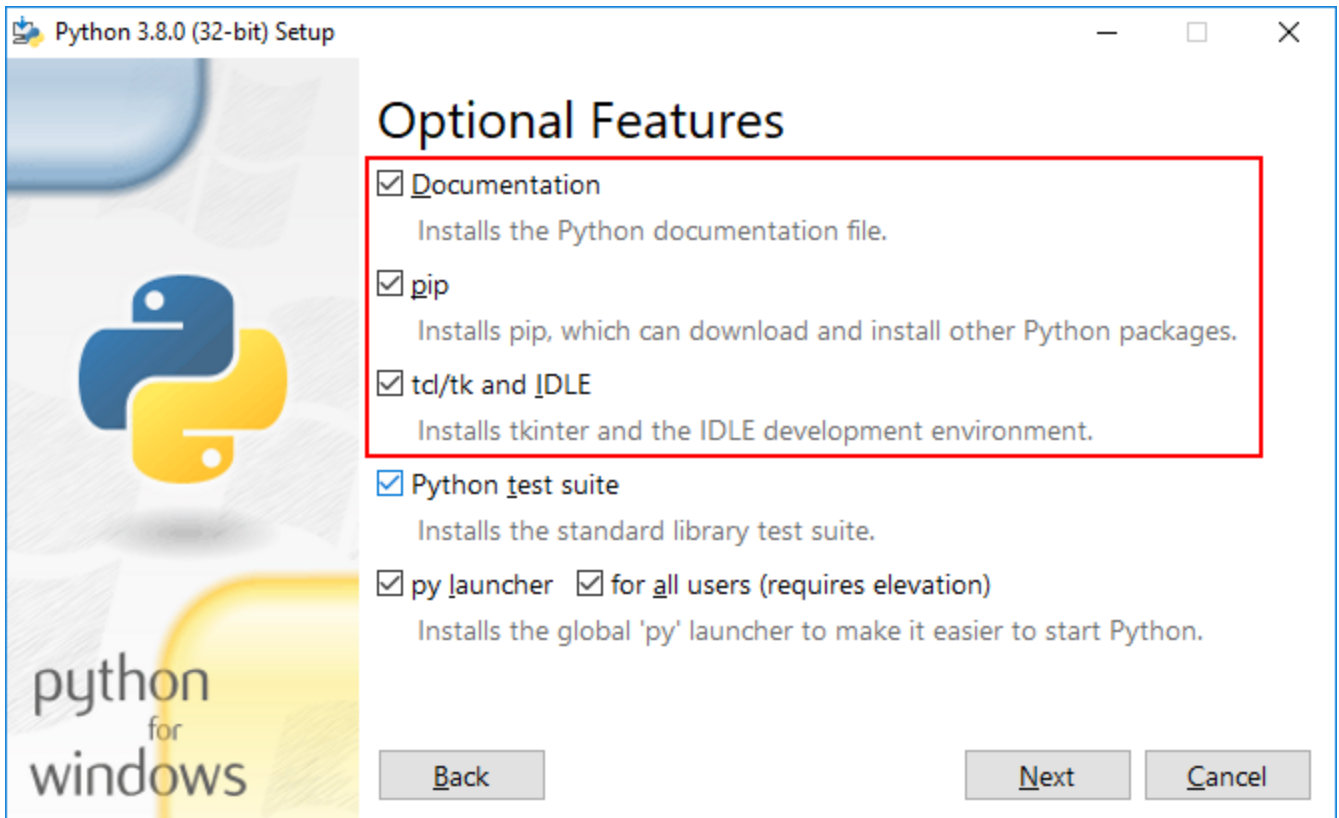 Python 3.8.0 (32-bit) Setup
Optional Features
Documentation
Installs the Python documentation file.
pip
Installs pip, which can download and install other Python packages.
tcl/tk and IDLE
Installs tkinter and the IDLE development environment.
Python test suite
Installs the standard library test suite.
py launcher for all users (requires elevation)
Installs the global 'py' launcher to make it easier to start Python.
python
for
windows
Back Next Cancel